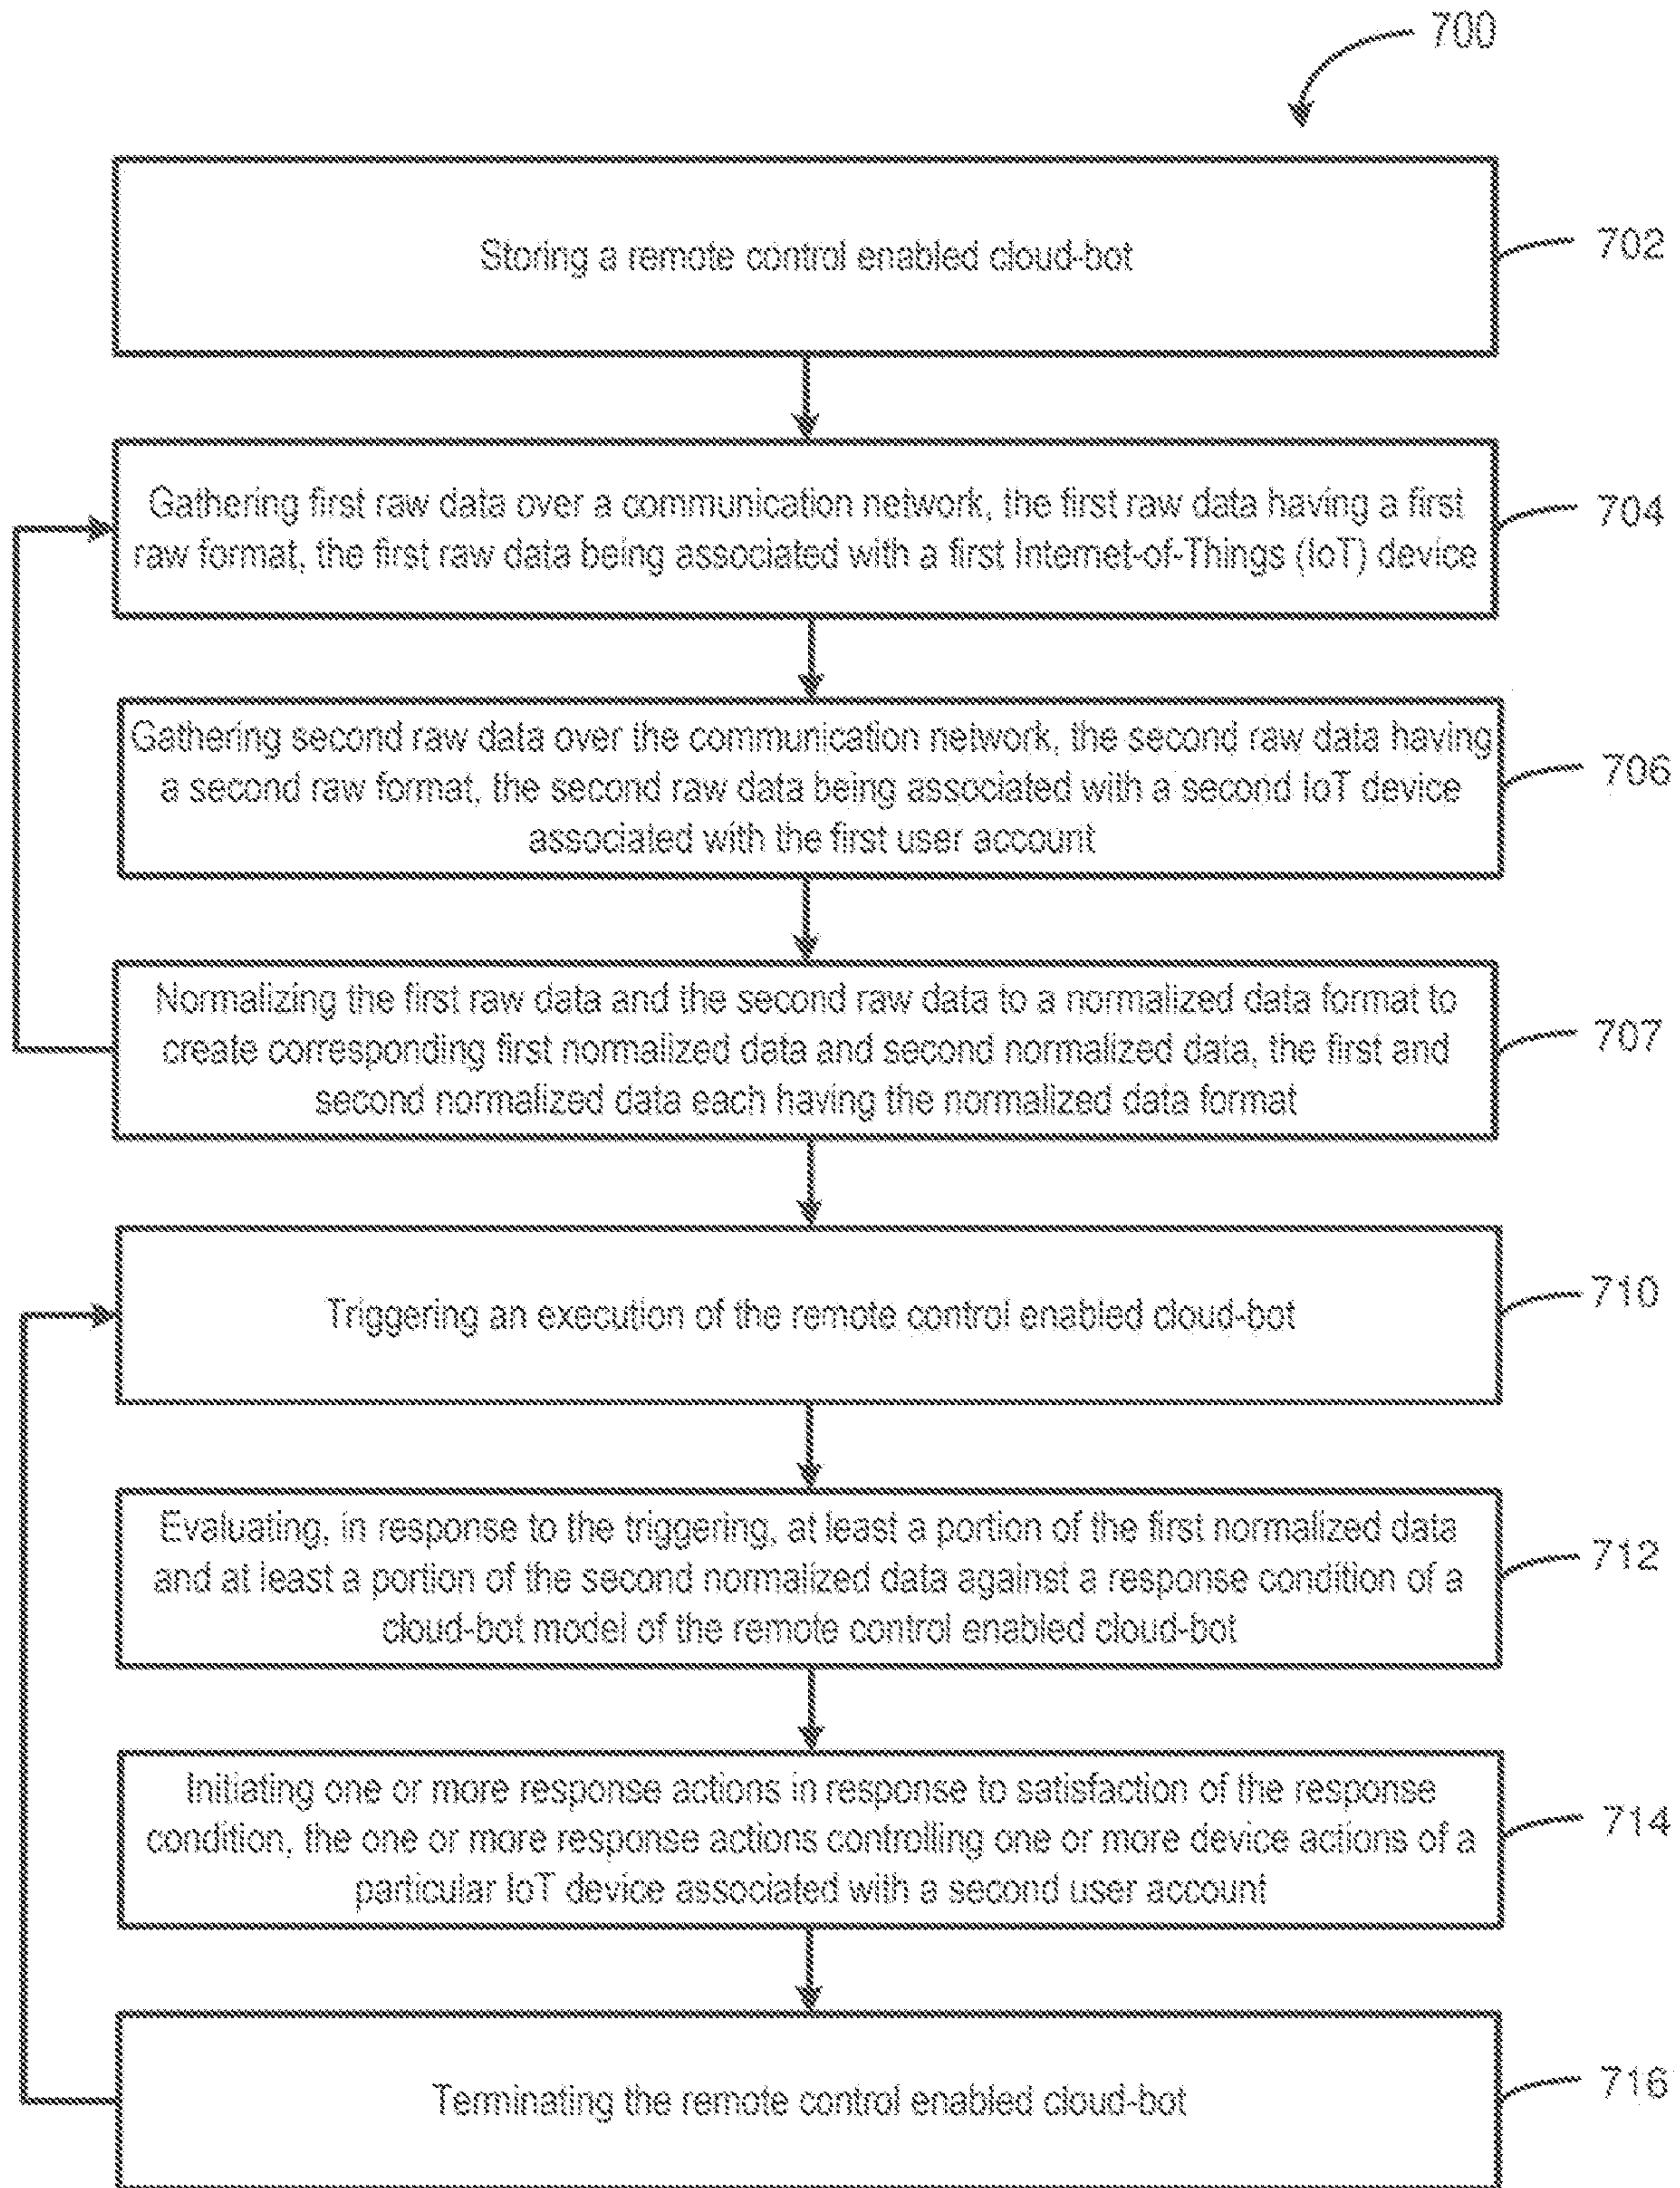 700
Storing a remote control enabled cloud-bot
702
Gathering first raw data over a communication network, the first raw data having a first
raw format, the first raw data being associated with a first Internet-of-Things (IoT) device
704
Gathering second raw data over the communication network, the second raw data having
a second raw format, the second raw data being associated with a second IoT device
associated with the first user account
706
Normalizing the first raw data and the second raw data to a normalized data format to
create corresponding first normalized data and second normalized data, the first and
second normalized data each having the normalized data format
707
Triggering an execution of the remote control enabled cloud-bot
710
Evaluating, in response to the triggering, at least a portion of the first normalized data
and at least a portion of the second normalized data against a response condition of a
cloud-bot model of the remote control enabled cloud-bot
712
Initiating one or more response actions in response to satisfaction of the response
condition, the one or more response actions controlling one or more device actions of a
particular IoT device associated with a second user account
714
Terminating the remote control enabled cloud-bot
716